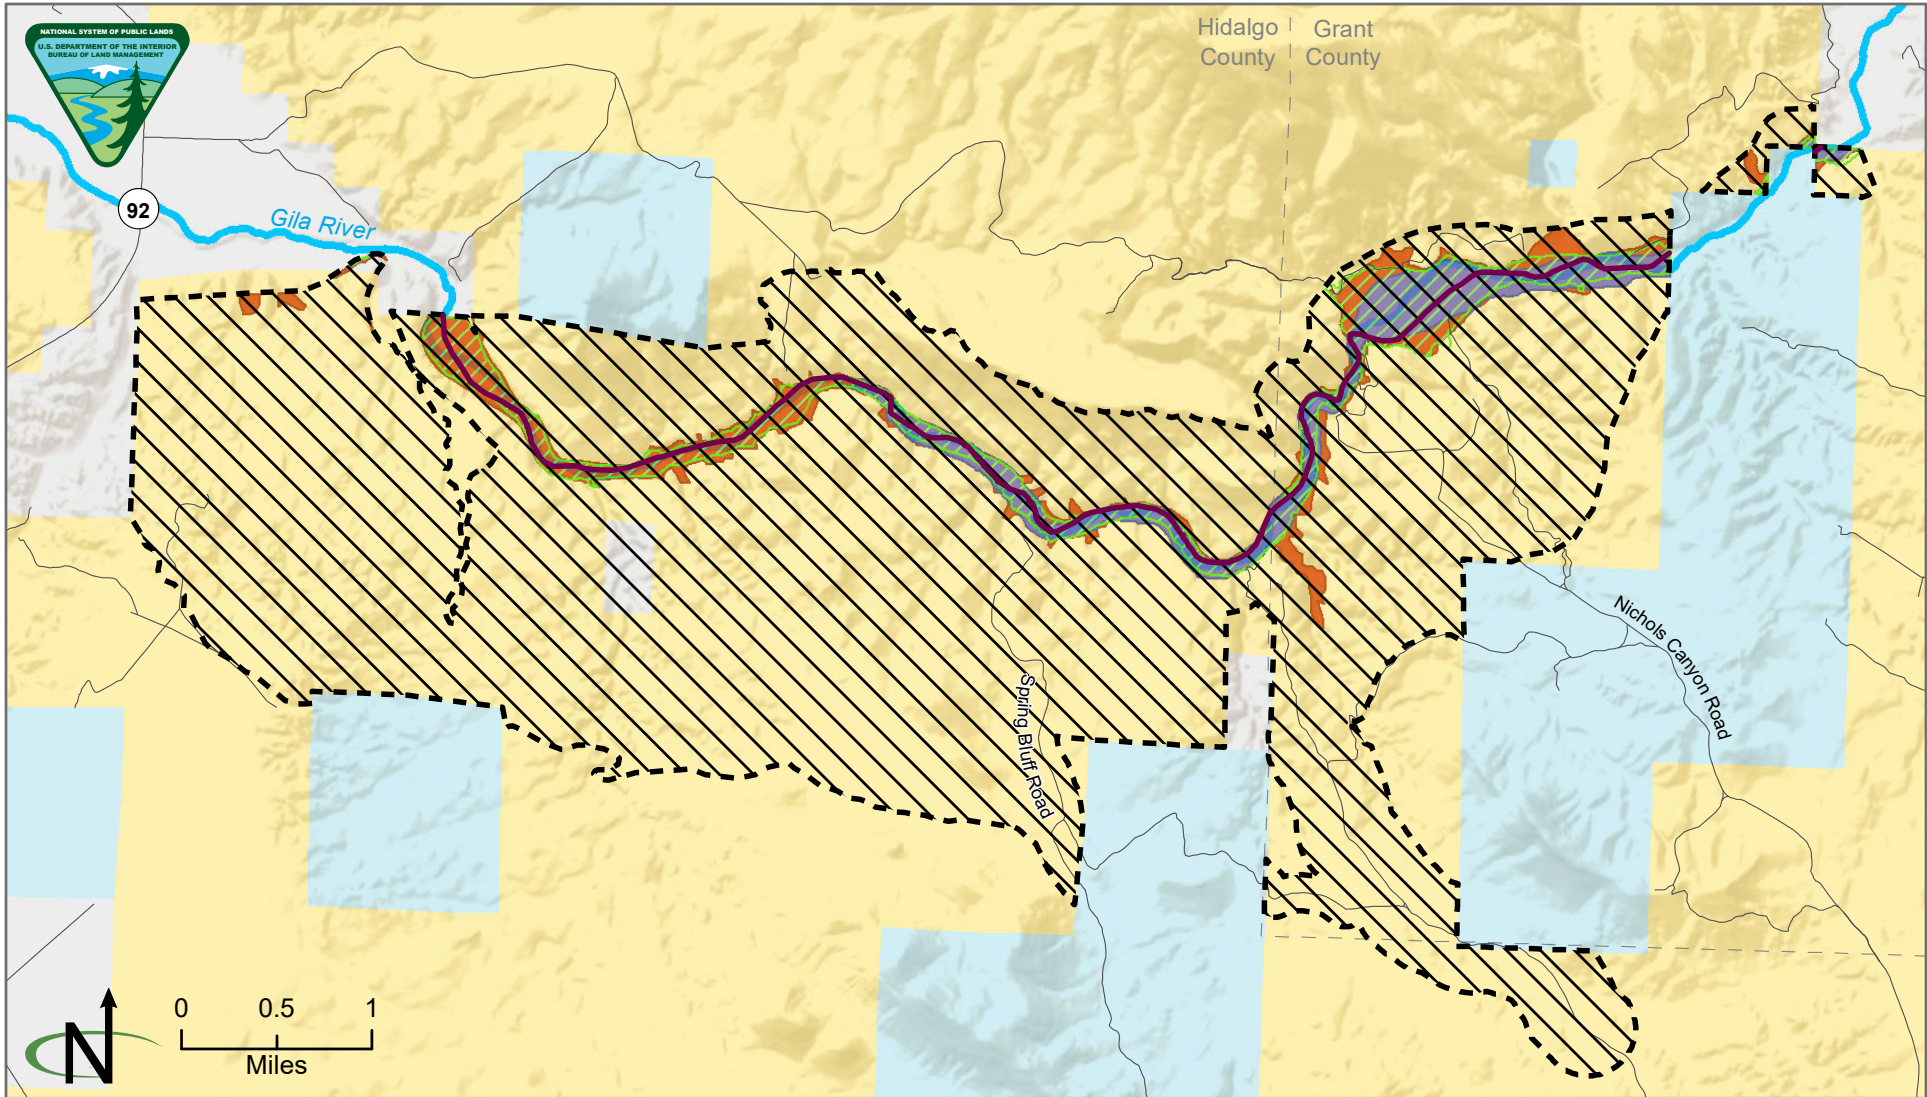 NATIONAL SYSTEM OF PUBLIC LANDS
U.S. DEPARTMENT OF THE INTERIOR
BUREAU OF LAND MANAGEMENT
Hidalgo
County
Grant
County
92
Gila River
Nichols Canyon Road
Spring Bluff Road
0 0.5 1
Miles
N